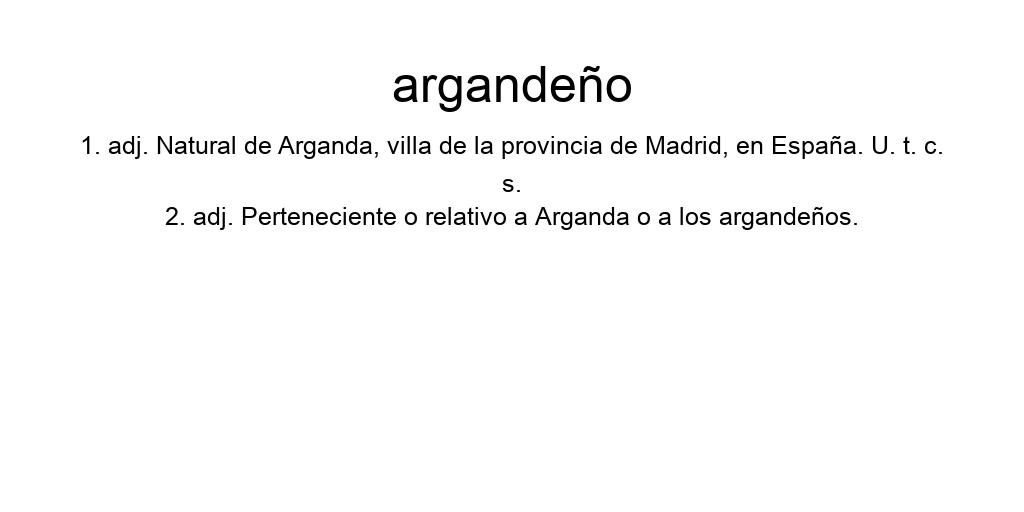 argandeño
1. adj. Natural de Arganda, villa de la provincia de Madrid, en España. U. t. c.
s.
2. adj. Perteneciente o relativo a Arganda o a los argandeños.